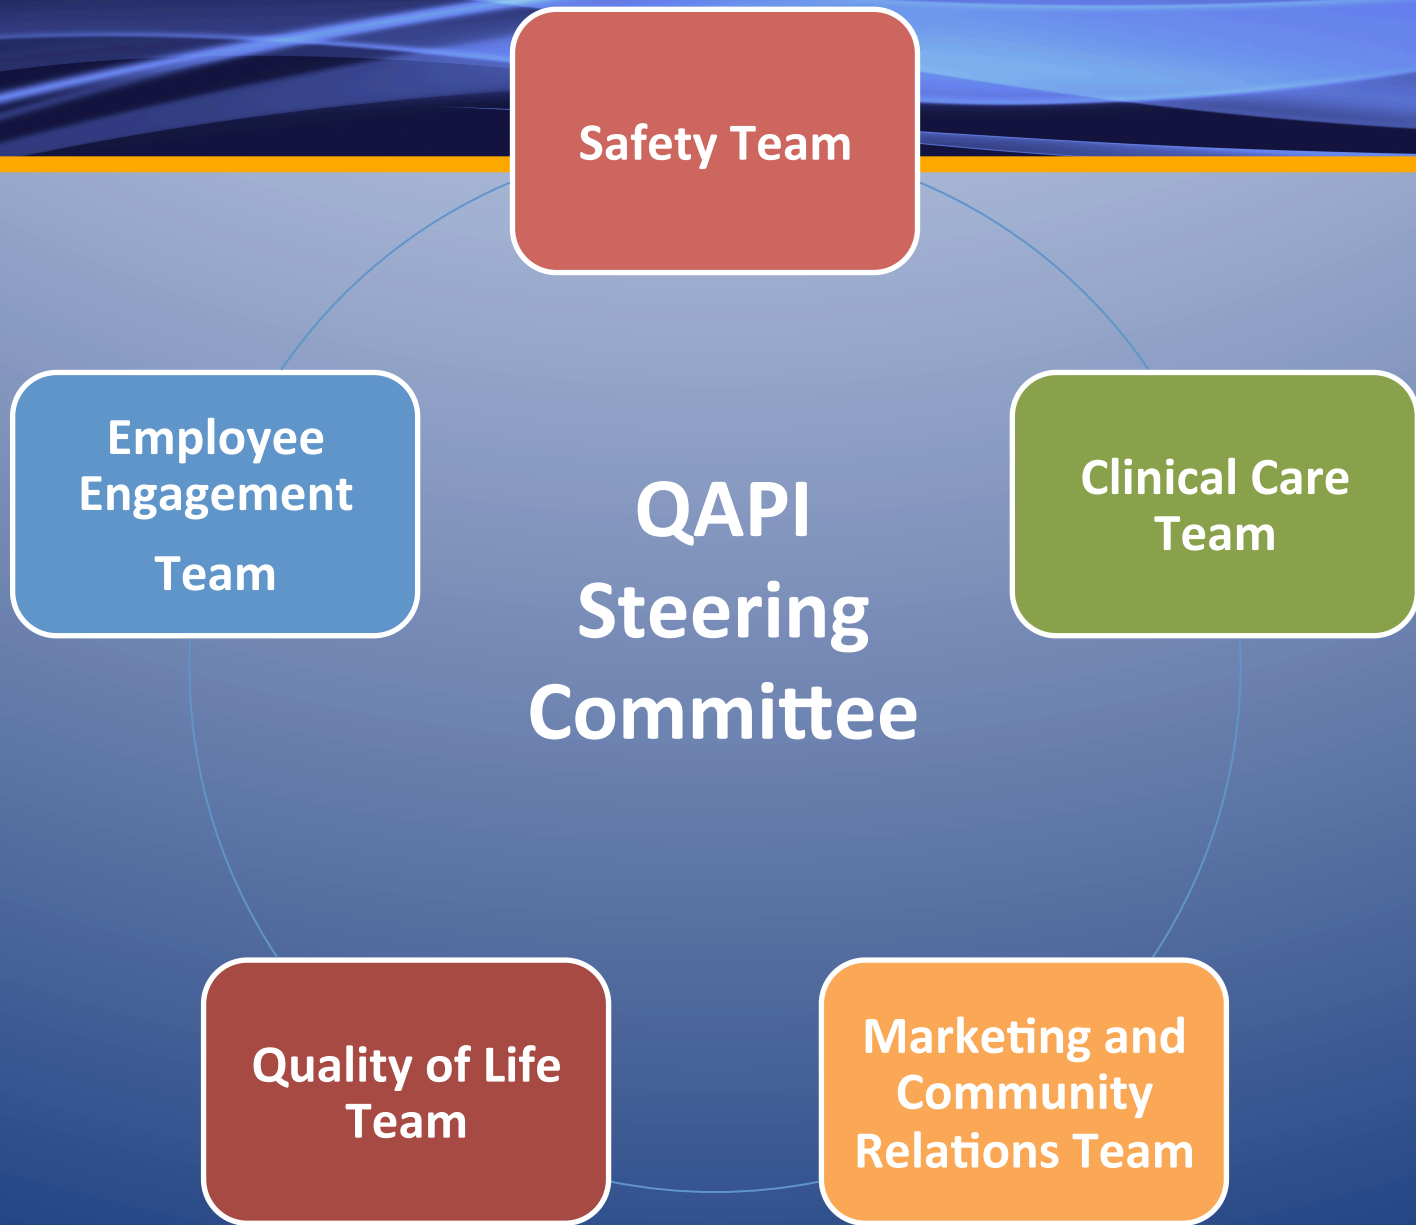 Safety Team
Employee
Engagement
Team
QAPI
Steering
Committee
Clinical Care
Team
Quality of Life
Team
Marketing and
Community
Relations Team